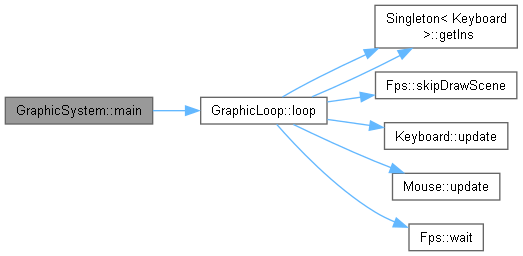 Singleton< Keyboard
>::getIns
Fps::skipDrawScene
GraphicSystem::main
GraphicLoop::loop
Keyboard::update
Mouse::update
Fps::wait